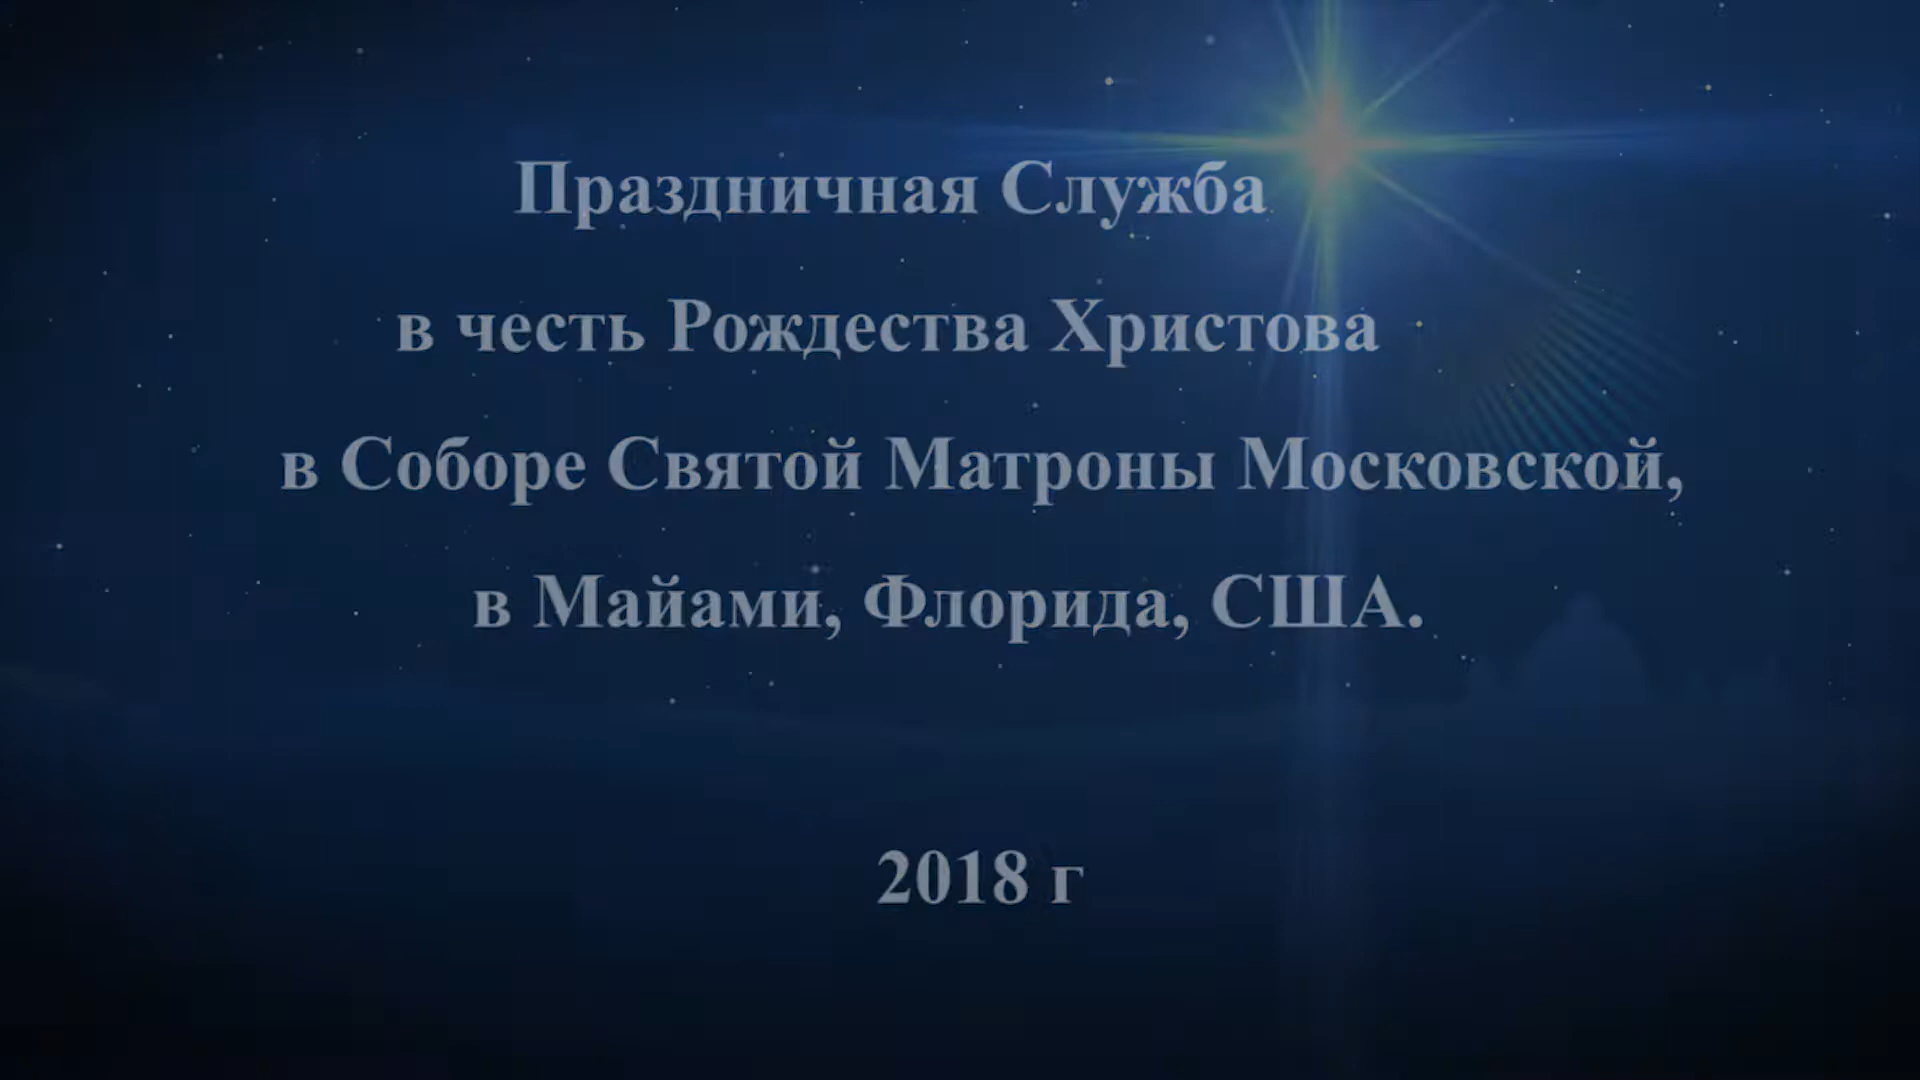 Праздничная Служба
в честь Рождества Христова
в Соборе Святой Матроны Московской,
в Майами, Флорида, США.
2018 г